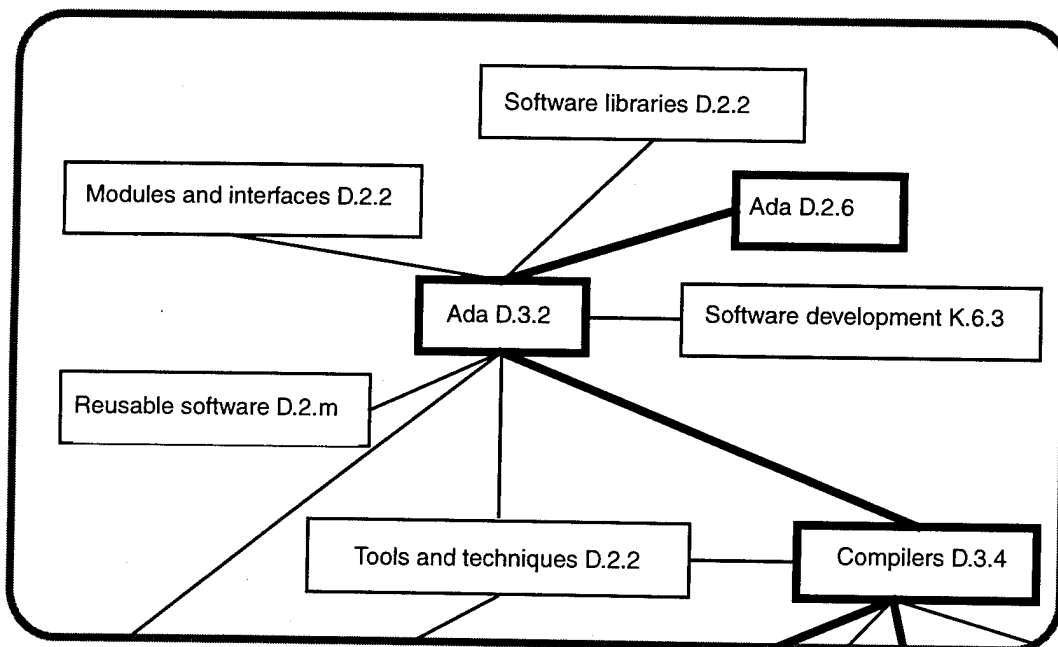 Software libraries D.2.2
Modules and interfaces D.2.2
Ada D.2.6
Ada D.3.2
Software development K.6.3
Reusable software D.2.m
Tools and techniques D.2.2
Compilers D.3.4